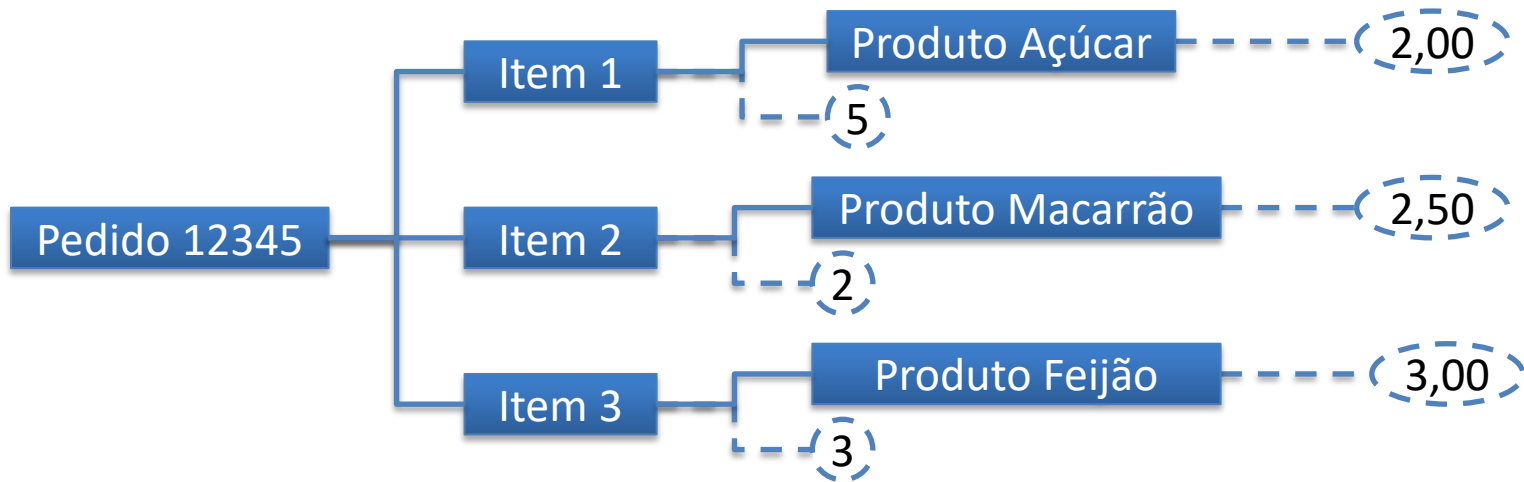 Pedido 12345
Item 1
Produto Açúcar
2,00
5
Item 2
Produto Macarrão
2,50
2
Item 3
Produto Feijão
3,00
3